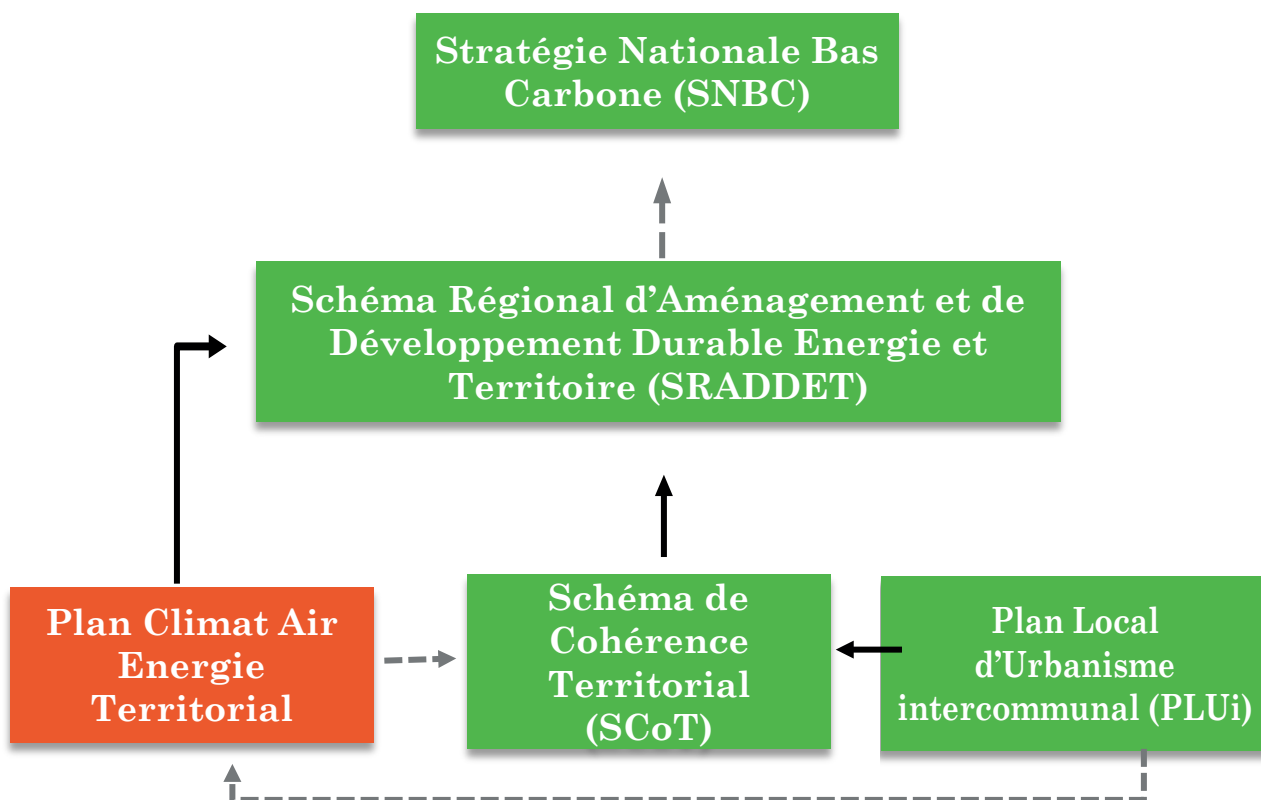 Stratégie Nationale Bas
Carbone (SNBC)
Schéma Régional d’Aménagement et de
Développement Durable Energie et
Territoire (SRADDET)
Plan Climat Air
Energie
Territorial
Schéma de
Cohérence
Territorial
(SCoT)
Plan Local
d’Urbanisme
intercommunal (PLUi)